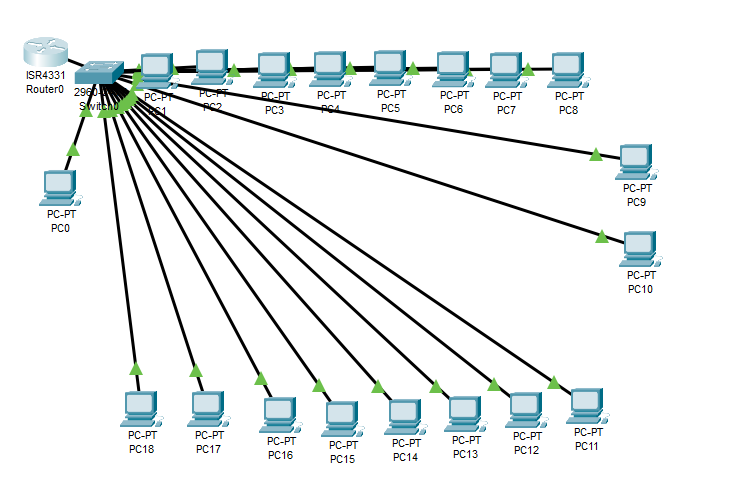 ISR4331
Router0
2960-
Switch0
PC-PT
PC1
PC-PT
PC2
PC-PT
PC3
PC-PT
PC4
PC-PT
PC5
PC-PT
PC6
PC-PT
PC7
PC-PT
PC8
PC-PT
PC9
PC-PT
PC0
PC-PT
PC10
PC-PT
PC18
PC-PT
PC17
PC-PT
PC16
PC-PT
PC15
PC-PT
PC14
PC-PT
PC13
PC-PT
PC12
PC-PT
PC11